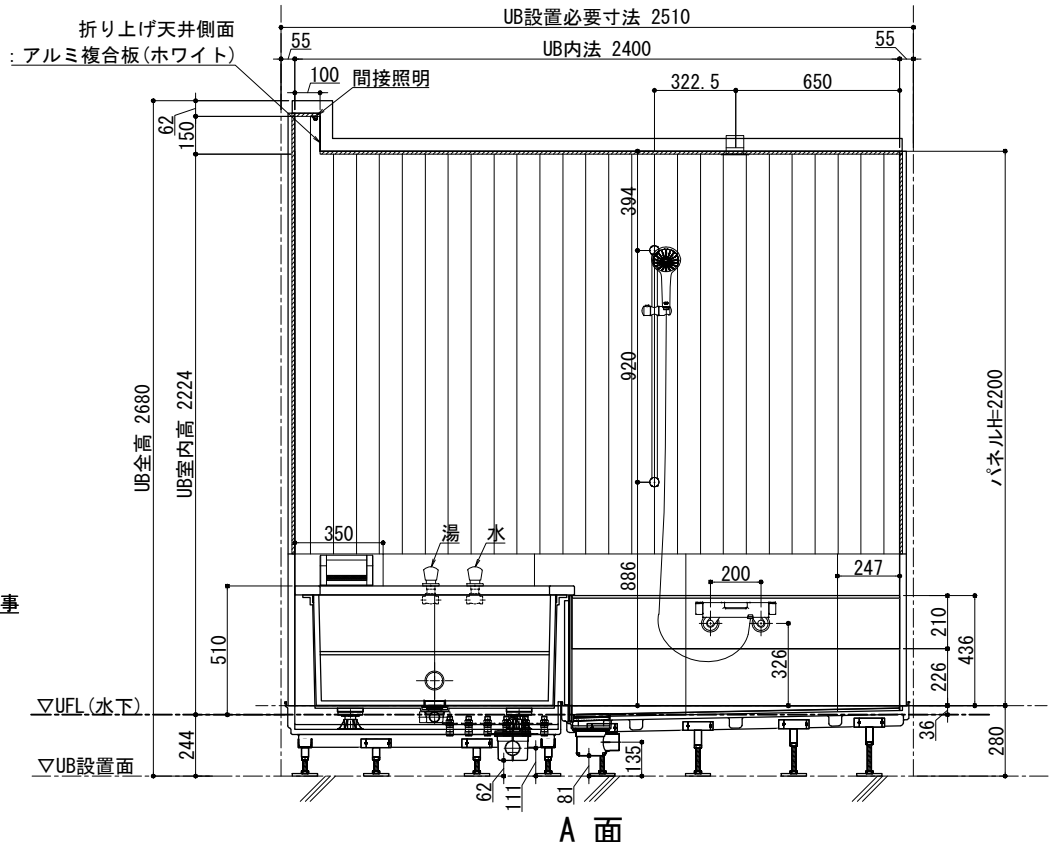 UB設置必要寸法 2510
折り上げ天井側面
: アルミ複合板(ホワイト)
55
UB内法 2400
55
100
間接照明
322.5
650
62
150
394
920
886
UB全高 2680
UB室内高 2224
パネルH=2200
350
湯
水
200
247
事
510
326
210
226
436
▽UFL(水下)
244
36
280
▽UB設置面
62
111
81
135
A 面